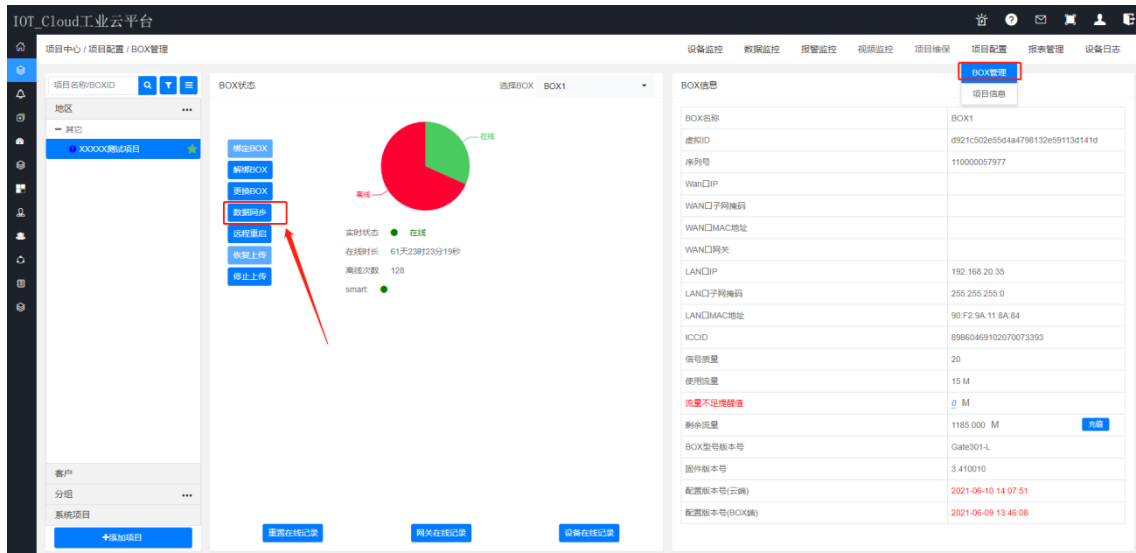 IOT_Cloud工业云平台
项目中心 / 项目配置 / BOX管理
设备监控 数据监控 报警监控 视频监控 项目维保 项目配置 报表管理 设备日志
BOX管理
项目信息
项目名称/BOXID
地区
其它
XXXXX测试项目
客户
分组
系统项目
+添加项目
BOX状态
选择BOX BOX1
绑定BOX
解绑BOX
更换BOX
数据同步
远程重启
恢复上传
停止上传
在线
离线
实时状态 在线
在线时长 61天23时23分19秒
离线次数 128
smart
重置在线记录 网关在线记录 设备在线记录
BOX信息
BOX名称 BOX1
虚拟ID d921c502e55d4a4798132e59113d141d
序列号 110000057977
Wan口IP
WAN口子网掩码
WAN口MAC地址
WAN口网关
LAN口IP 192.168.20.35
LAN口子网掩码 255.255.255.0
LAN口MAC地址 90:F2:9A:11:8A:84
ICCID 89860469102070073393
信号质量 20
使用流量 15 M
流量不足提醒值 0 M
剩余流量 1185.000 M 充值
BOX型号版本号 Gate301-L
固件版本号 3.410010
配置版本号(云端) 2021-06-10 14:07:51
配置版本号(BOX端) 2021-06-09 13:46:08